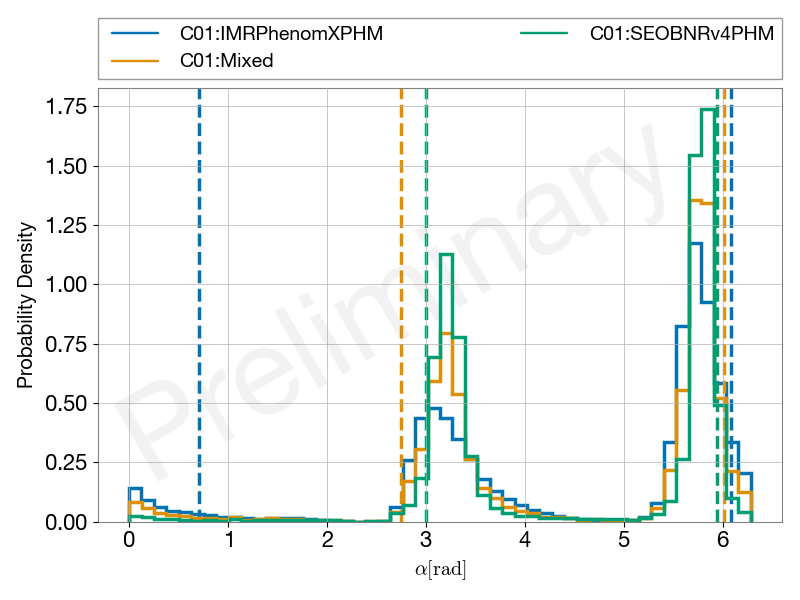 C01:IMRPhenomXPHM
C01:Mixed
C01:SEOBNRv4PHM
Preliminary
Probability Density
1.75
1.50
1.25
1.00
0.75
0.50
0.25
0.00
0 1 2 3 4 5 6
α[rad]